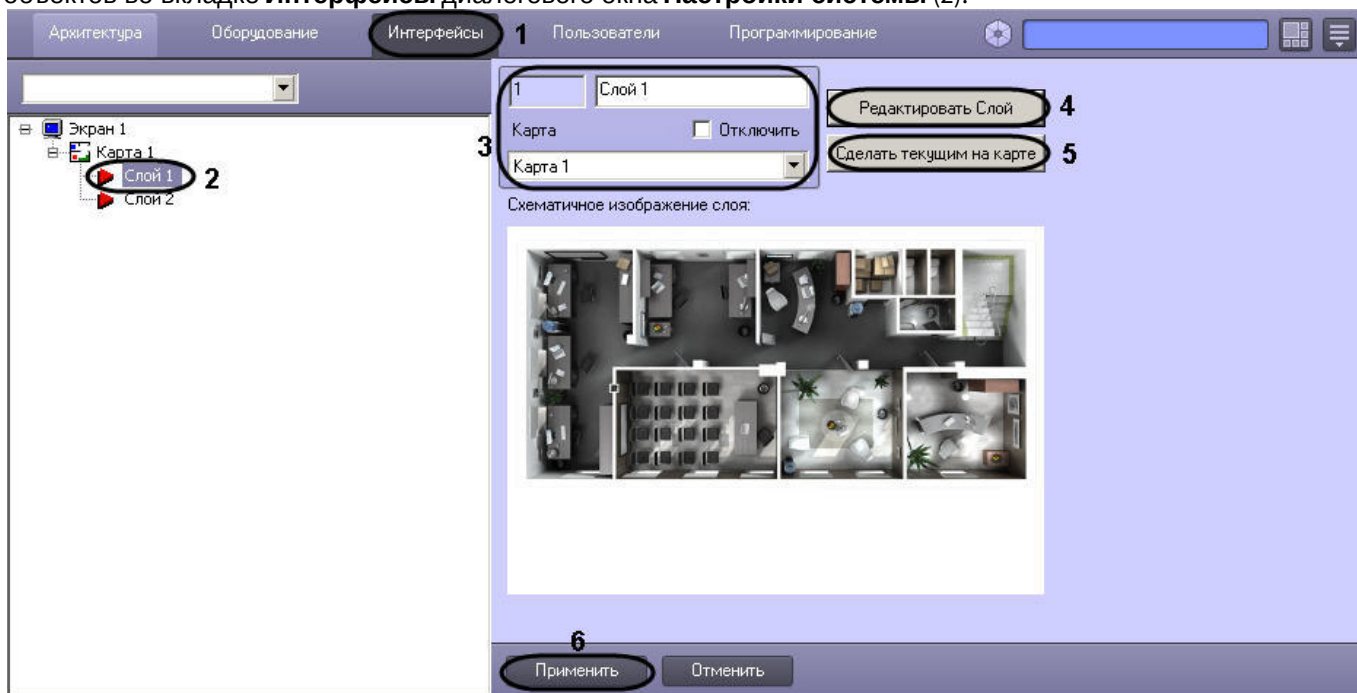 объектов во вкладке Интерфейсы диалогового окна Настройки системы (2).
Архитектура Оборудование Интерфейсы 1 Пользователи Программирование
1 Слой 1
Редактировать Слой 4
Экран 1
3 Карта Отключить
Карта 1
Сделать текущим на карте 5
Слой 1 2
Карта 1
Слой 2
Схематичное изображение слоя:
6
Применить Отменить